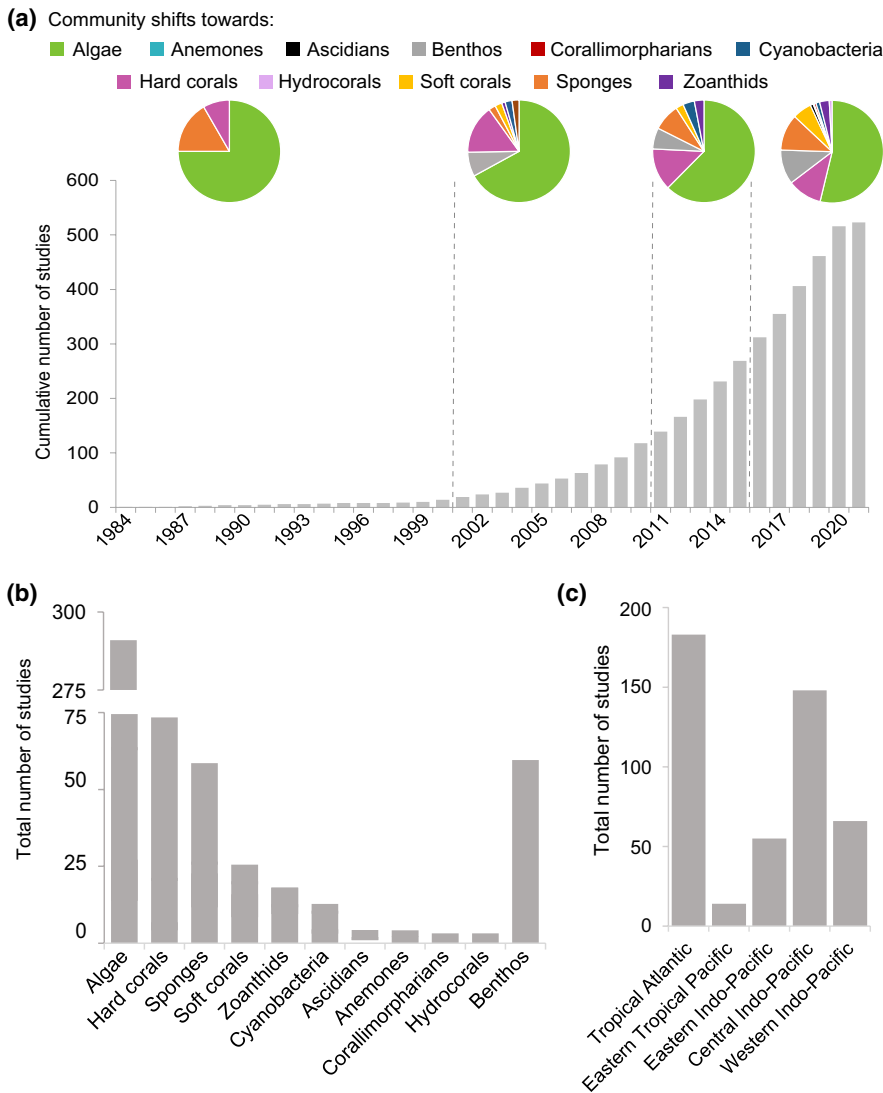 (a) Community shifts towards:
Algae Anemones Ascidians Benthos Corallimorpharians Cyanobacteria
Hard corals Hydrocorals Soft corals Sponges Zoanthids
600
500
400
300
200
100
0
Cumulative number of studies
1984 1987 1990 1993 1996 1999 2002 2005 2008 2011 2014 2017 2020
(b)
300
275
75
50
25
0
Total number of studies
Algae
Hard corals
Sponges
Soft corals
Zoanthids
Cyanobacteria
Ascidians
Anemones
Corallimorpharians
Hydrocorals
Benthos
(c)
200
150
100
50
0
Total number of studies
Tropical Atlantic
Eastern Tropical Pacific
Eastern Indo-Pacific
Central Indo-Pacific
Western Indo-Pacific